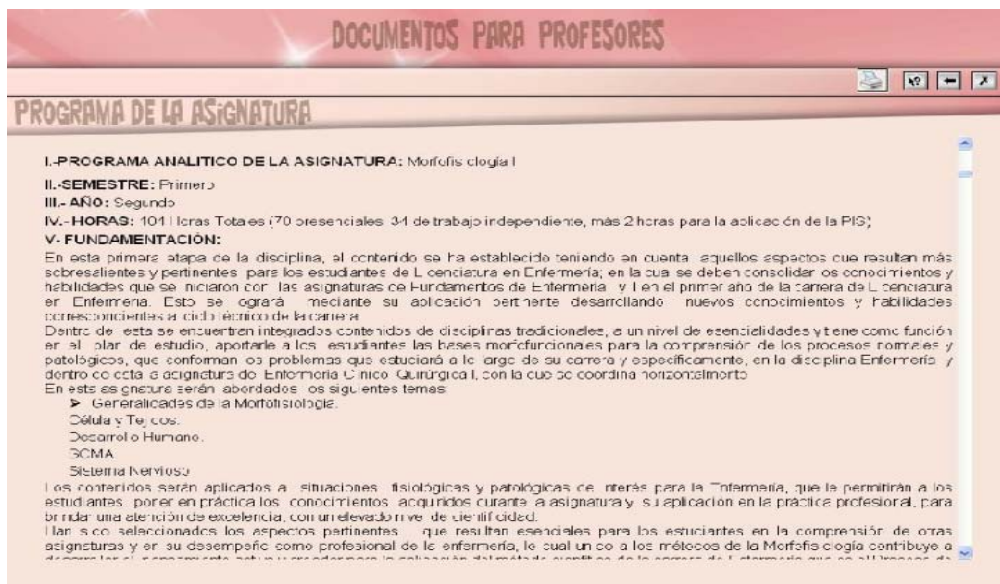 DOCUMENTOS PARA PROFESORES
PROGRAMA DE LA ASIGNATURA
I.-PROGRAMA ANALITICO DE LA ASIGNATURA: Morfofisiología I
II.-SEMESTRE: Primero
III.- AÑO: Segundo
IV.- HORAS: 104 Horas Totales (70 presenciales, 34 de trabajo independiente, más 2 horas para la aplicación de la PIS)
V- FUNDAMENTACIÓN:
En esta primera etapa de la disciplina, el contenido se ha establecido teniendo en cuenta aquellos aspectos que resultan más
sobresalientes y pertinentes para los estudiantes de Licenciatura en Enfermería; en la cual se deben consolidar los conocimientos y
habilidades que se iniciaron con las asignaturas de Fundamentos de Enfermería y en el primer año de la carrera de Licenciatura
en Enfermería. Esto se logrará mediante su aplicación pertinente desarrollando nuevos conocimientos y habilidades
correspondientes al ciclo técnico de la carrera
Dentro de esta se encuentran integrados contenidos de disciplinas tradicionales, a un nivel de esencialidades y tiene como función
en el plan de estudio, aportarle a los estudiantes las bases morfofuncionales para la comprensión de los procesos normales y
patológicos, que conforman los problemas que estudiará a lo largo de su carrera y específicamente, en la disciplina Enfermería y
dentro de esta la asignatura de Enfermería Clínico Quirúrgica I, con la que se coordina horizontalmente
En esta asignatura serán abordados los siguientes temas
➤ Generalidades de la Morfofisiología.
Célula y Tejidos.
Desarrollo Humano.
SOMA
Sistema Nervioso
Los contenidos serán aplicados a situaciones fisiológicas y patológicas de interés para la Enfermería, que le permitirán a los
estudiantes poner en práctica los conocimientos adquiridos durante la asignatura y su aplicación en la práctica profesional, para
brindar una atención de excelencia, con un elevado nivel de cientificidad.
Han sido seleccionados los aspectos pertinentes que resultan esenciales para los estudiantes en la comprensión de otras
asignaturas y en su desempeño como profesional de la enfermería, lo cual unido a los métodos de la Morfofisiología contribuye a